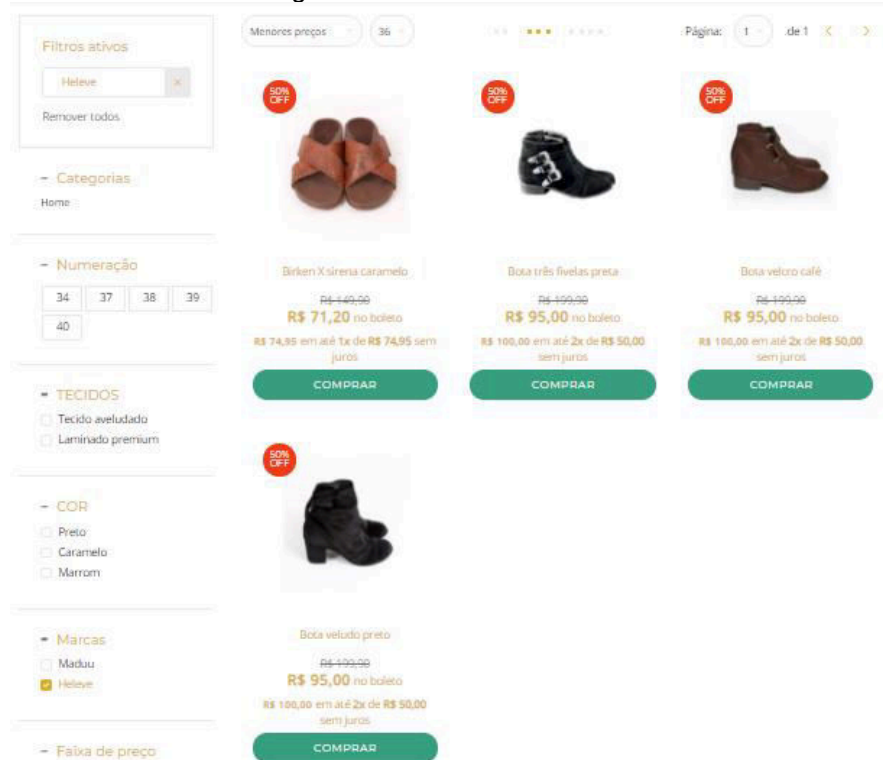 Menores preços
36
Página: 1 de 1 < >
Filtros ativos
Heleve ×
Remover todos
- Categorias
Home
- Numeração
34 37 38 39
40
- TECIDOS
Tecido aveludado
Laminado premium
- COR
Preto
Caramelo
Marrom
- Marcas
Maduu
Heleve
- Faixa de preço
50%
OFF
Birken X sirena caramelo
R$ 149,90
R$ 71,20 no boleto
R$ 74,95 em até 1x de R$ 74,95 sem
juros
COMPRAR
50%
OFF
Bota três fivelas preta
R$ 199,90
R$ 95,00 no boleto
R$ 100,00 em até 2x de R$ 50,00
sem juros
COMPRAR
50%
OFF
Bota velcro café
R$ 199,90
R$ 95,00 no boleto
R$ 100,00 em até 2x de R$ 50,00
sem juros
COMPRAR
50%
OFF
Bota veludo preto
R$ 199,90
R$ 95,00 no boleto
R$ 100,00 em até 2x de R$ 50,00
sem juros
COMPRAR